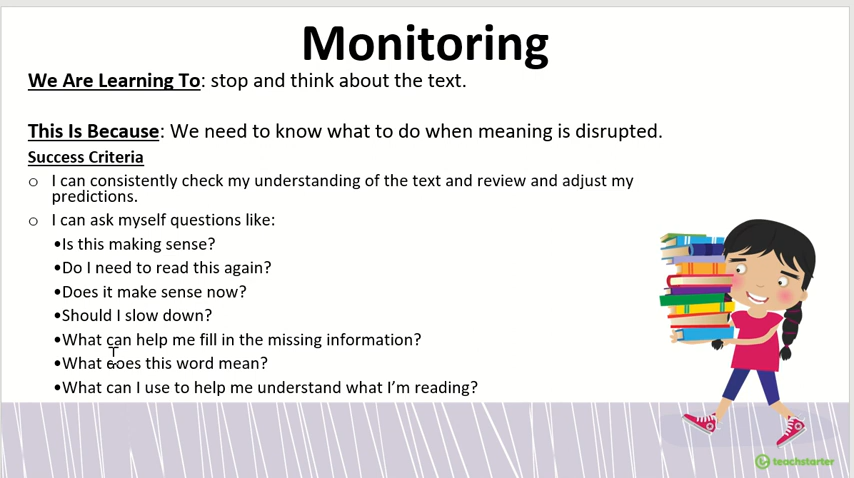 Monitoring
We Are Learning To: stop and think about the text.
This Is Because: We need to know what to do when meaning is disrupted.
Success Criteria
o I can consistently check my understanding of the text and review and adjust my
predictions.
o I can ask myself questions like:
•Is this making sense?
•Do I need to read this again?
•Does it make sense now?
•Should I slow down?
•What can help me fill in the missing information?
•What does this word mean?
•What can I use to help me understand what I'm reading?
teachstarter